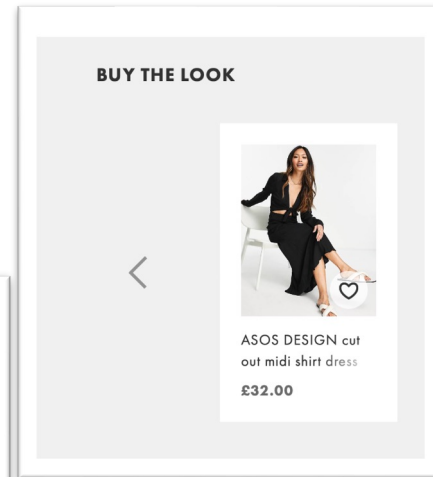 BUY THE LOOK
ASOS DESIGN cut
out midi shirt dress
£32.00